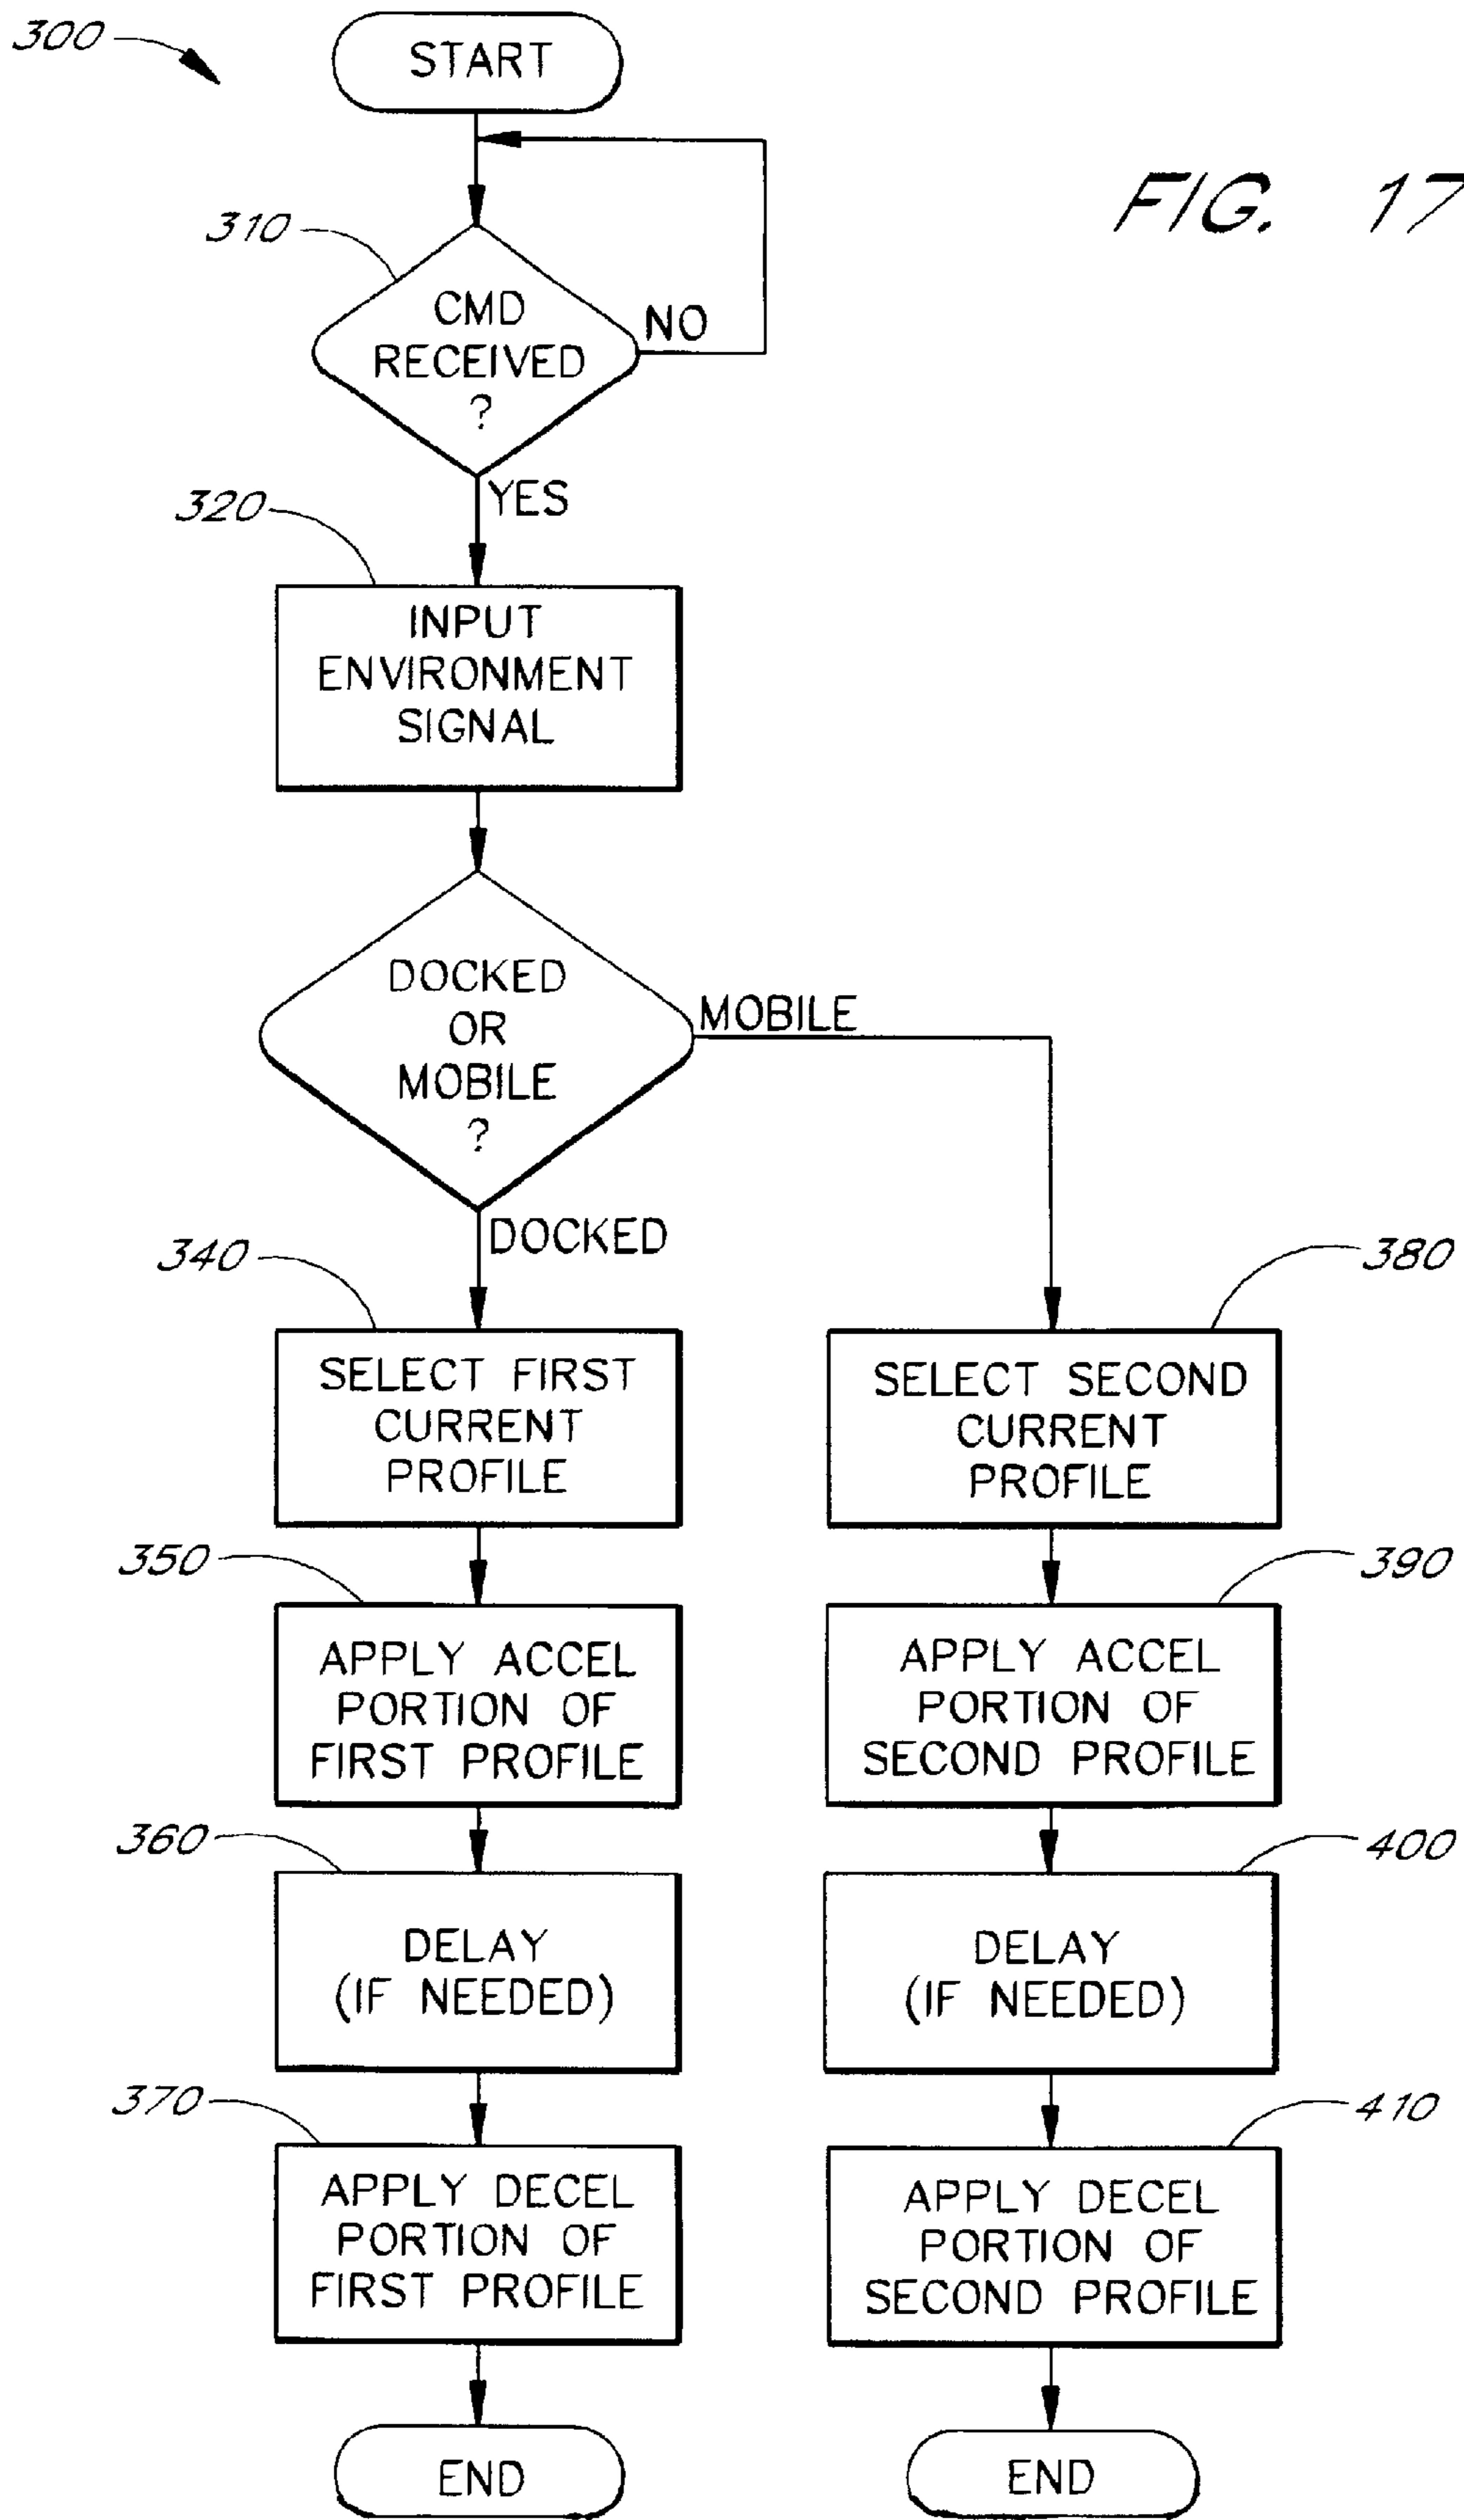 300
START
FIG. 17
310
CMD
RECEIVED
?
NO
YES
320
INPUT
ENVIRONMENT
SIGNAL
DOCKED
OR
MOBILE
?
MOBILE
DOCKED
340
SELECT FIRST
CURRENT
PROFILE
380
SELECT SECOND
CURRENT
PROFILE
350
APPLY ACCEL
PORTION OF
FIRST PROFILE
390
APPLY ACCEL
PORTION OF
SECOND PROFILE
360
DELAY
(IF NEEDED)
400
DELAY
(IF NEEDED)
370
APPLY DECEL
PORTION OF
FIRST PROFILE
410
APPLY DECEL
PORTION OF
SECOND PROFILE
END
END